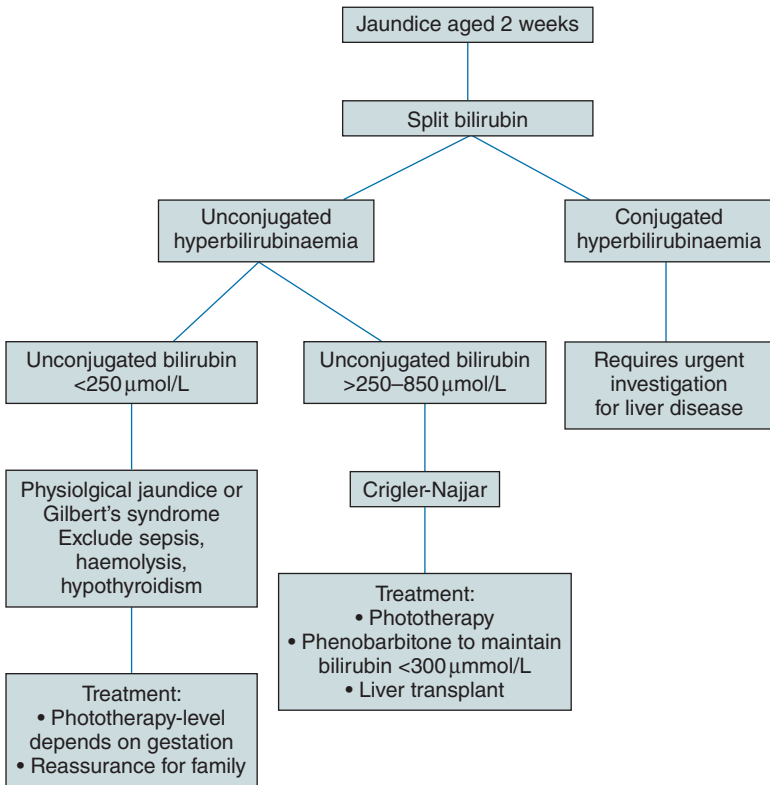 Jaundice aged 2 weeks
Split bilirubin
Unconjugated
hyperbilirubinaemia
Conjugated
hyperbilirubinaemia
Unconjugated bilirubin
<250 μmol/L
Unconjugated bilirubin
>250–850 μmol/L
Requires urgent
investigation
for liver disease
Physiolgical jaundice or
Gilbert's syndrome
Exclude sepsis,
haemolysis,
hypothyroidism
Crigler-Najjar
Treatment:
• Phototherapy
• Phenobarbitone to maintain
bilirubin <300 μmmol/L
• Liver transplant
Treatment:
• Phototherapy-level
depends on gestation
• Reassurance for family